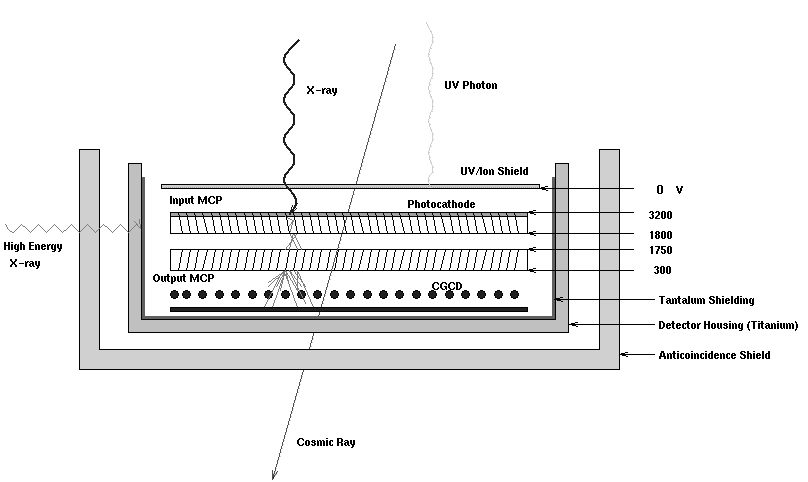 X-ray
UV Photon
UV/Ion Shield
0 V
Input MCP
Photocathode
3200
1800
High Energy
X-ray
1750
Output MCP
300
CGCD
Tantalum Shielding
Detector Housing (Titanium)
Anticoincidence Shield
Cosmic Ray